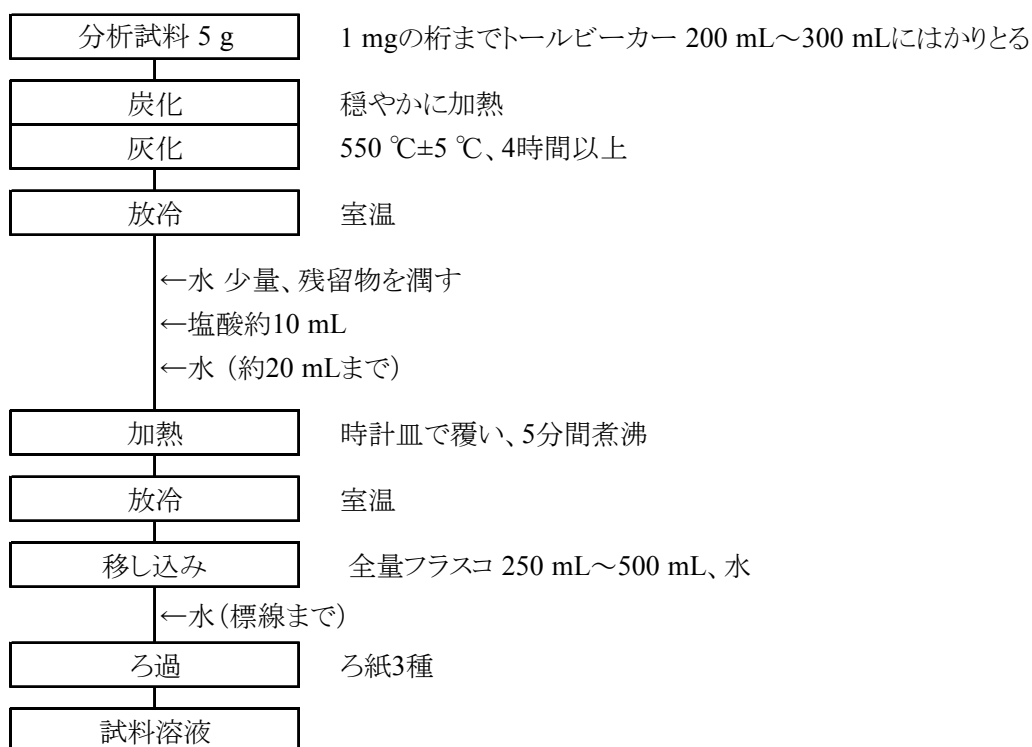 分析試料 5 g 1 mgの桁までトールビーカー 200 mL～300 mLにはかりとる
炭化 穏やかに加熱
灰化 550 ℃±5 ℃、4時間以上
放冷 室温
←水 少量、残留物を潤す
←塩酸約10 mL
←水 （約20 mLまで）
加熱 時計皿で覆い、5分間煮沸
放冷 室温
移し込み 全量フラスコ 250 mL～500 mL、水
←水（標線まで）
ろ過 ろ紙3種
試料溶液